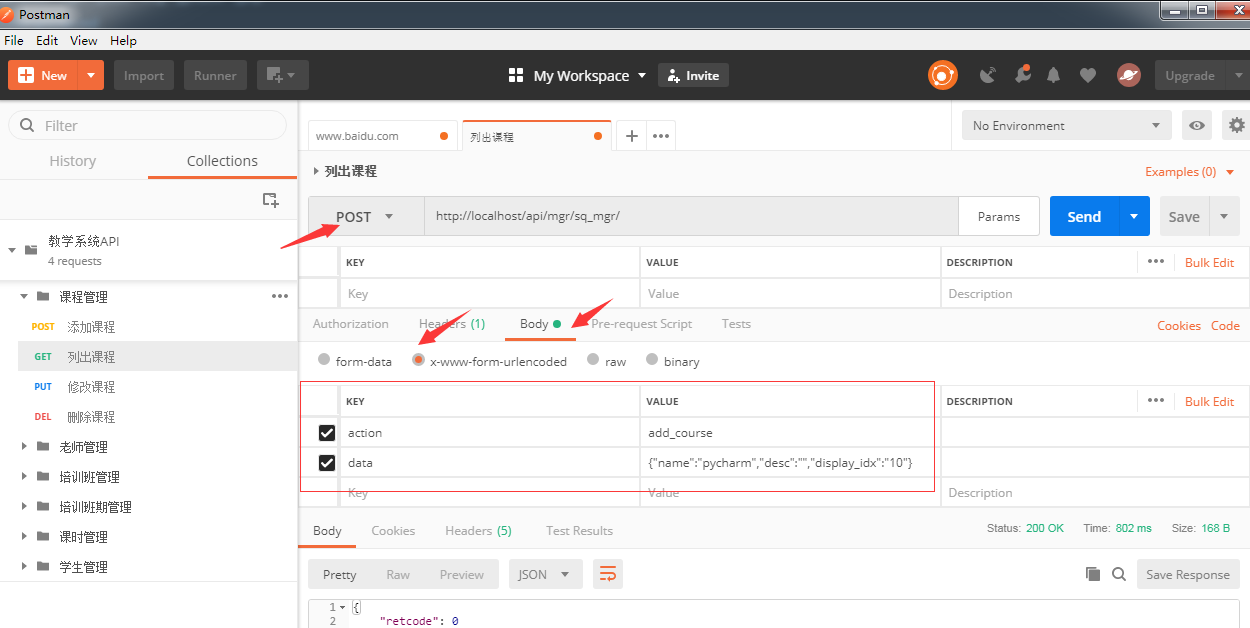 Postman
File Edit View Help
New Import Runner My Workspace Invite Upgrade
Filter
History Collections
教学系统API
4 requests
课程管理
POST 添加课程
GET 列出课程
PUT 修改课程
DEL 删除课程
老师管理
培训班管理
培训班期管理
课时管理
学生管理
www.baidu.com 列出课程 No Environment
列出课程 Examples (0)
POST http://localhost/api/mgr/sq_mgr/ Params Send Save
KEY VALUE DESCRIPTION Bulk Edit
Key Value Description
Authorization Headers (1) Body Pre-request Script Tests Cookies Code
form-data x-www-form-urlencoded raw binary
KEY VALUE DESCRIPTION Bulk Edit
action add_course
data {"name":"pycharm","desc":"","display_idx":"10"}
Key Value Description
Body Cookies Headers (5) Test Results Status: 200 OK Time: 802 ms Size: 168 B
Pretty Raw Preview JSON Save Response
1 {
2 "retcode": 0